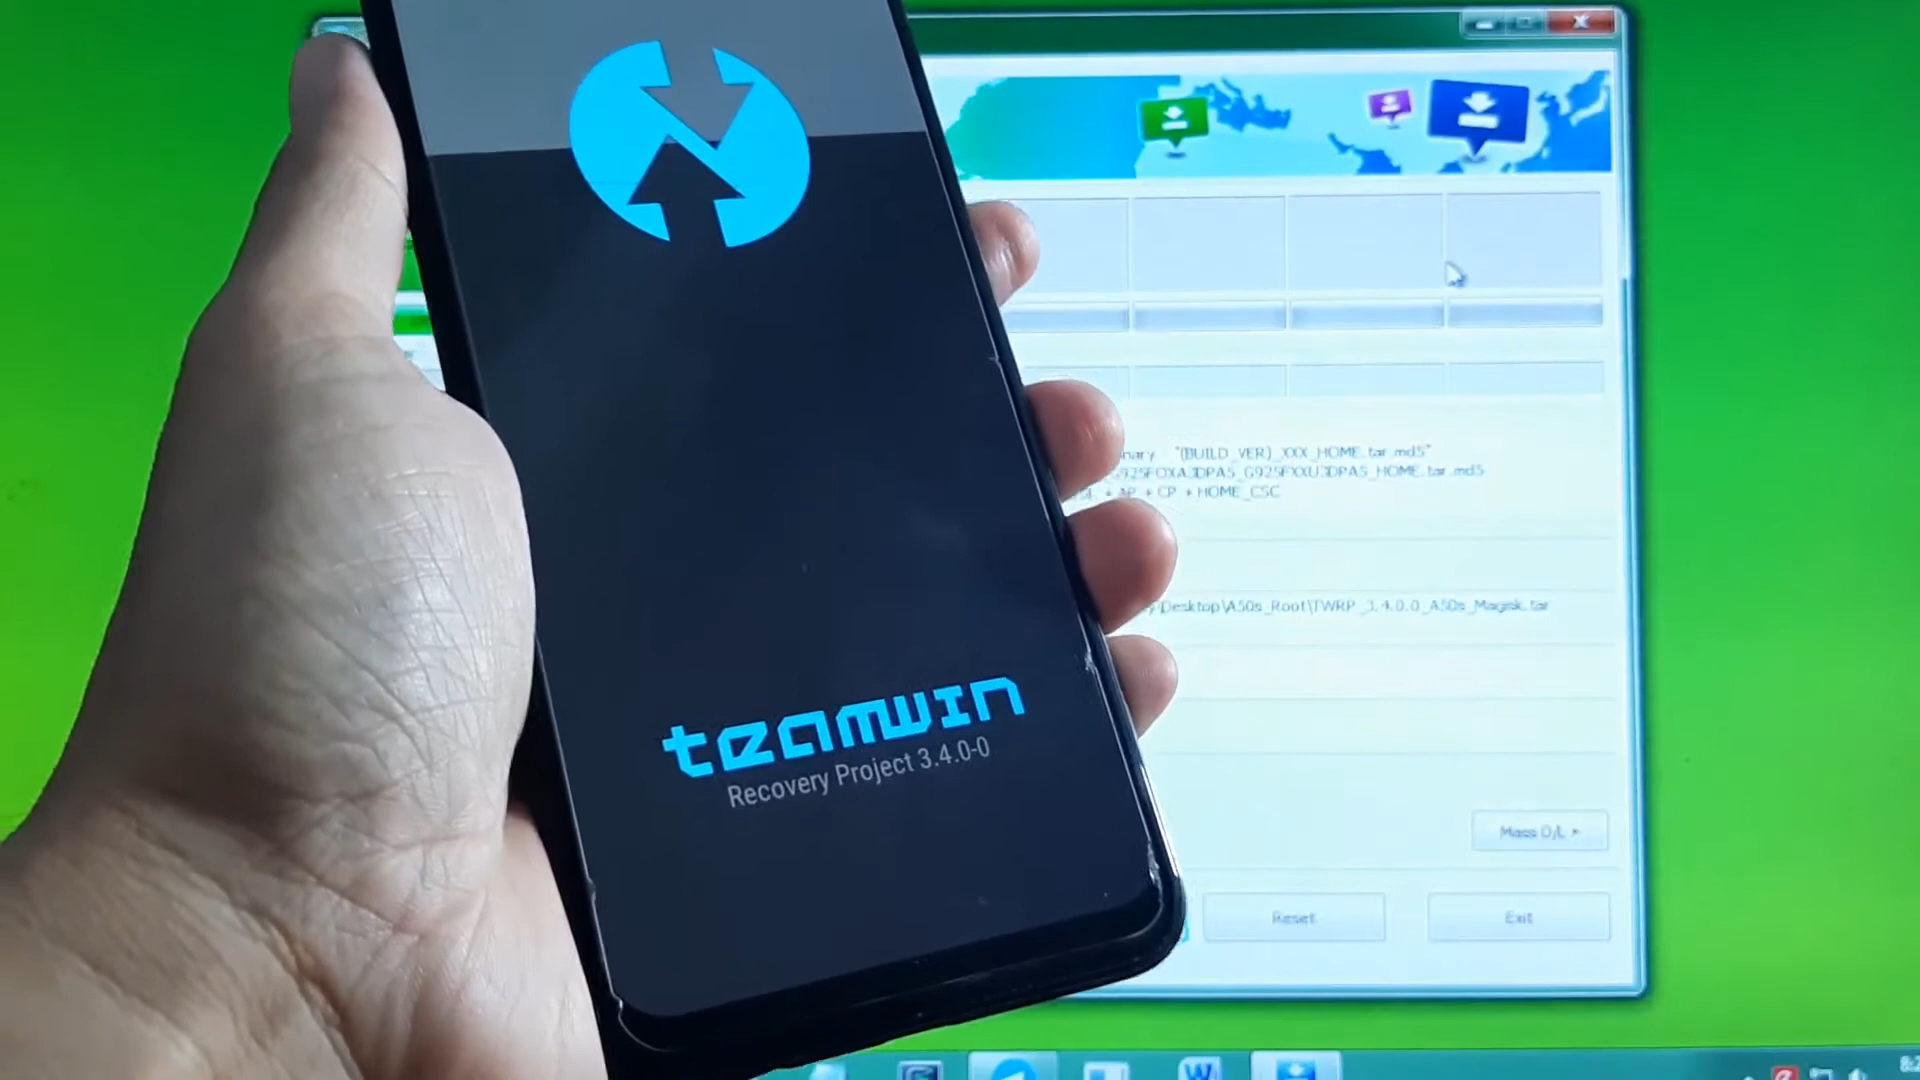 teamwin
Recovery Project 3.4.0-0
"(BUILD_VER)_XXX_HOME.tar.md5"
G925FOXA3DPA5_G925FXXU3DPA5_HOME.tar.md5
+ AP + CP + HOME_CSC
Desktop\A50s_Root\TWRP_3.4.0.0_A50s_Magisk.tar
Mass D/L
Reset
Exit
W